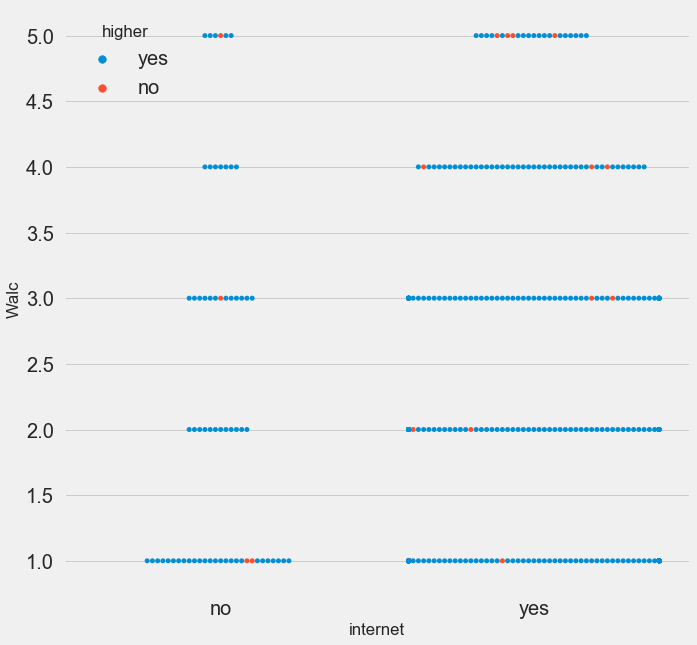 higher
yes
no
5.0
4.5
4.0
3.5
3.0
2.5
2.0
1.5
1.0
Walc
no
yes
internet